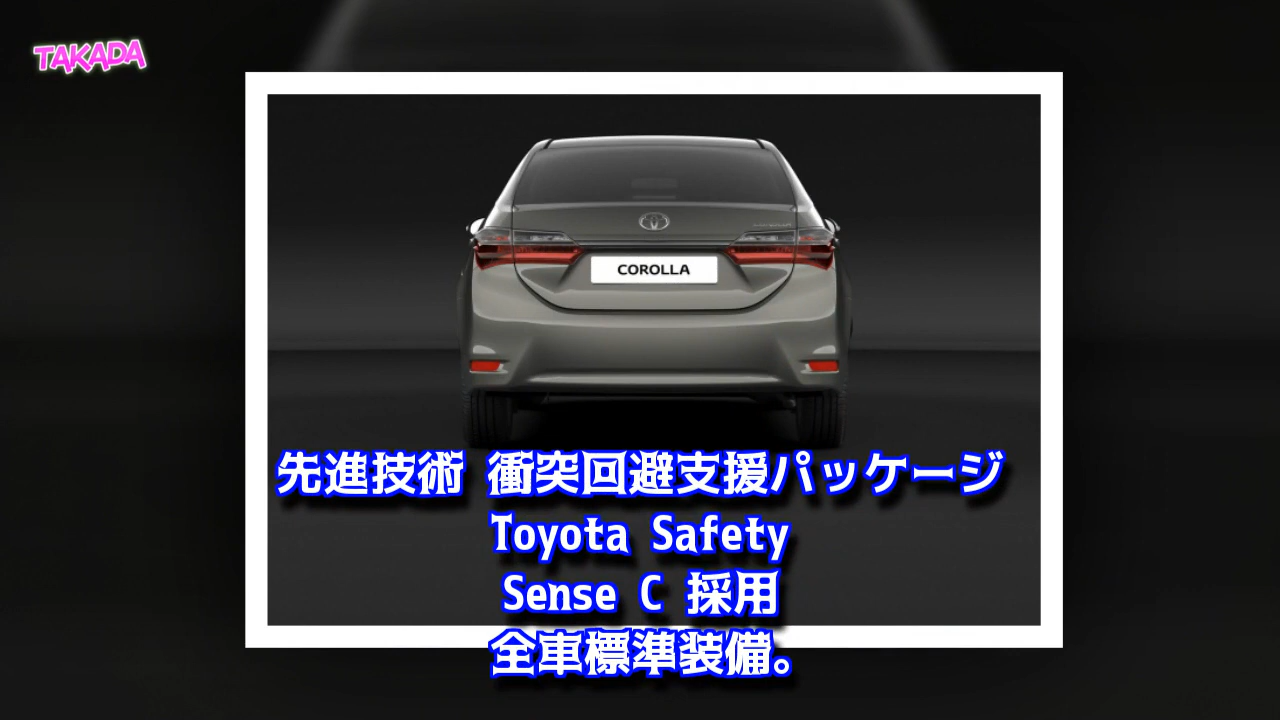 TAKADA
COROLLA
先進技術 衝突回避支援パッケージ
Toyota Safety
Sense C 採用
全車標準装備。